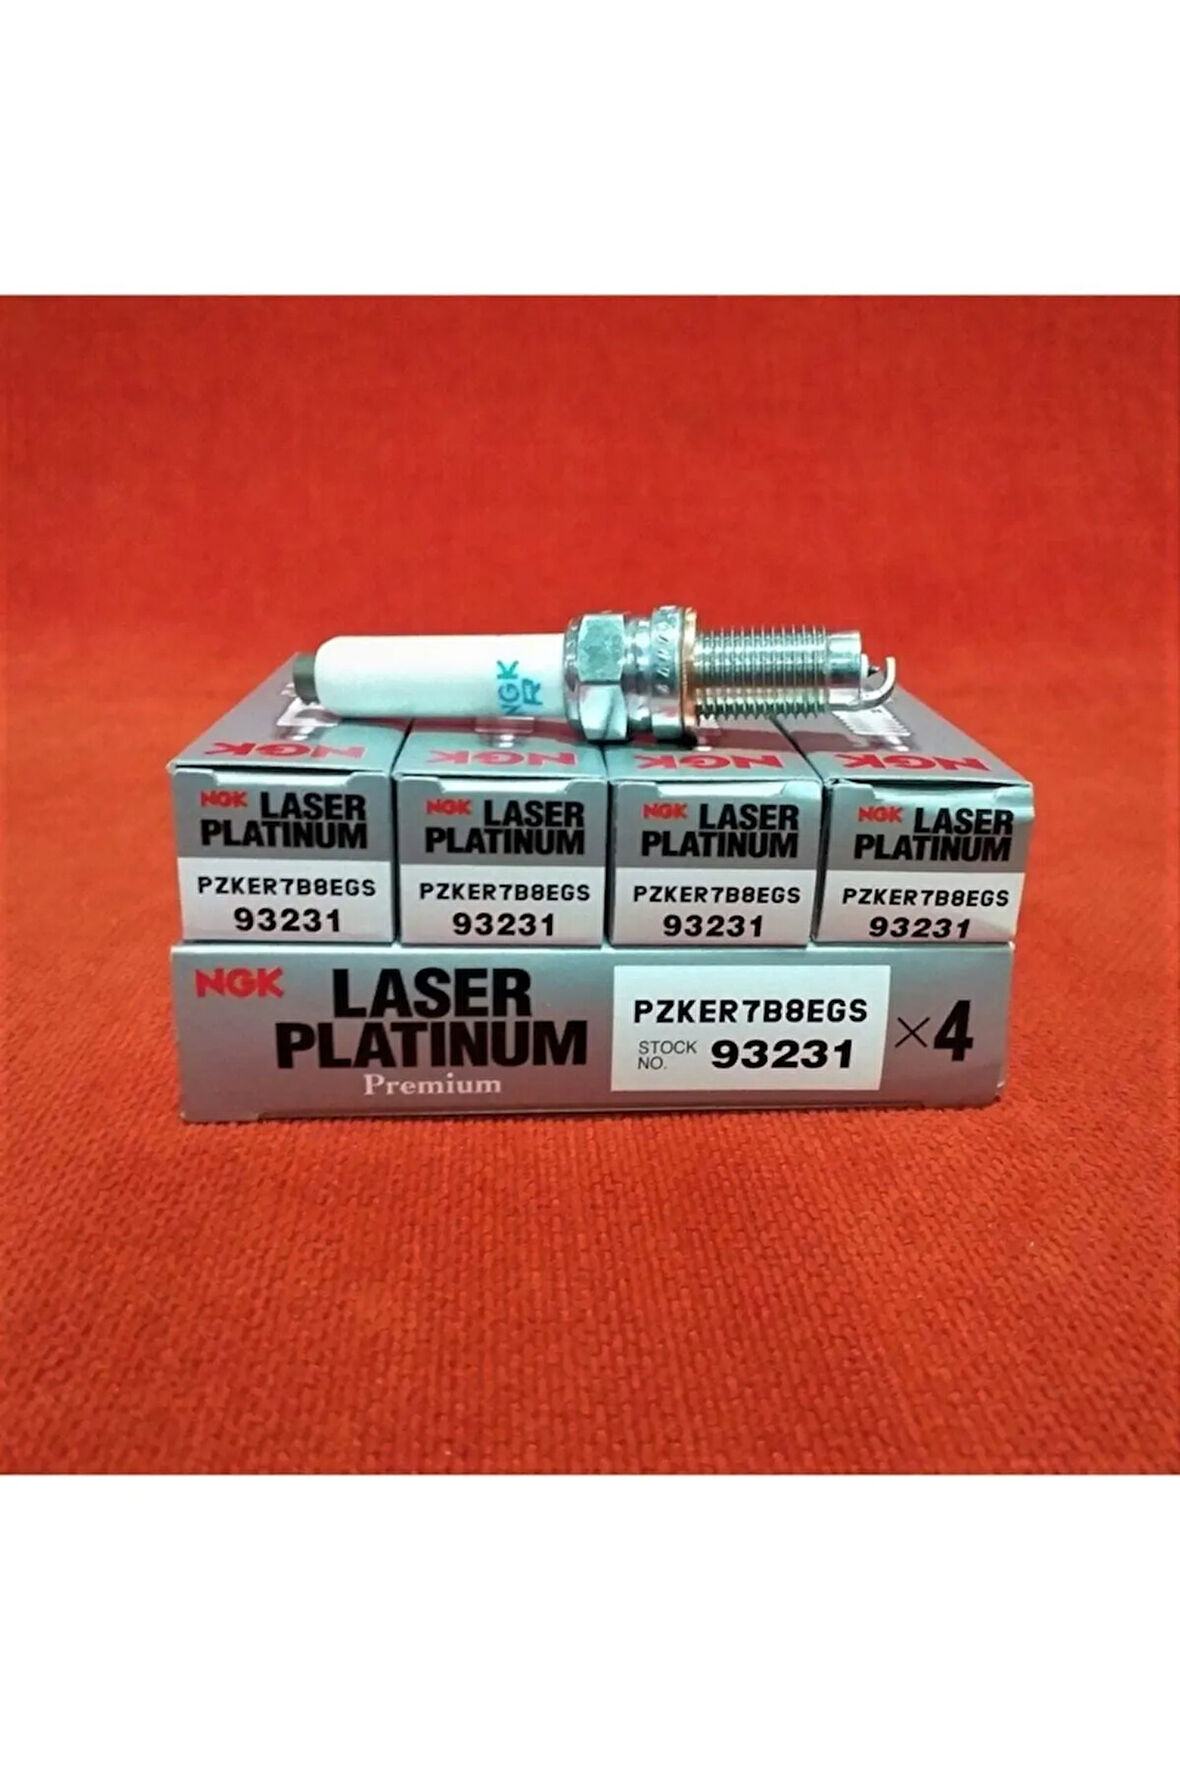 NGK
R
NGK
NGK
NGK
NGK
NGK LASER
PLATINUM
PZKER7B8EGS
93231
NGK LASER
PLATINUM
PZKER7B8EGS
93231
NGK LASER
PLATINUM
PZKER7B8EGS
93231
NGK LASER
PLATINUM
PZKER7B8EGS
93231
NGK LASER
PLATINUM
Premium
PZKER7B8EGS
STOCK
NO. 93231
×4